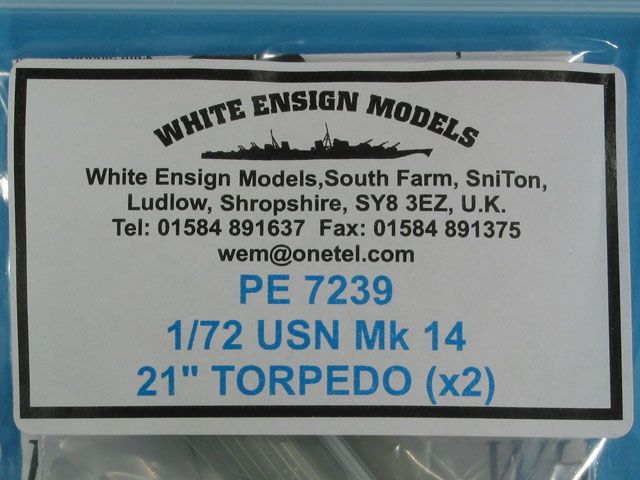 WHITE ENSIGN MODELS
White Ensign Models,South Farm, SniTon,
Ludlow, Shropshire, SY8 3EZ, U.K.
Tel: 01584 891637 Fax: 01584 891375
wem@onetel.com
PE 7239
1/72 USN Mk 14
21" TORPEDO (x2)